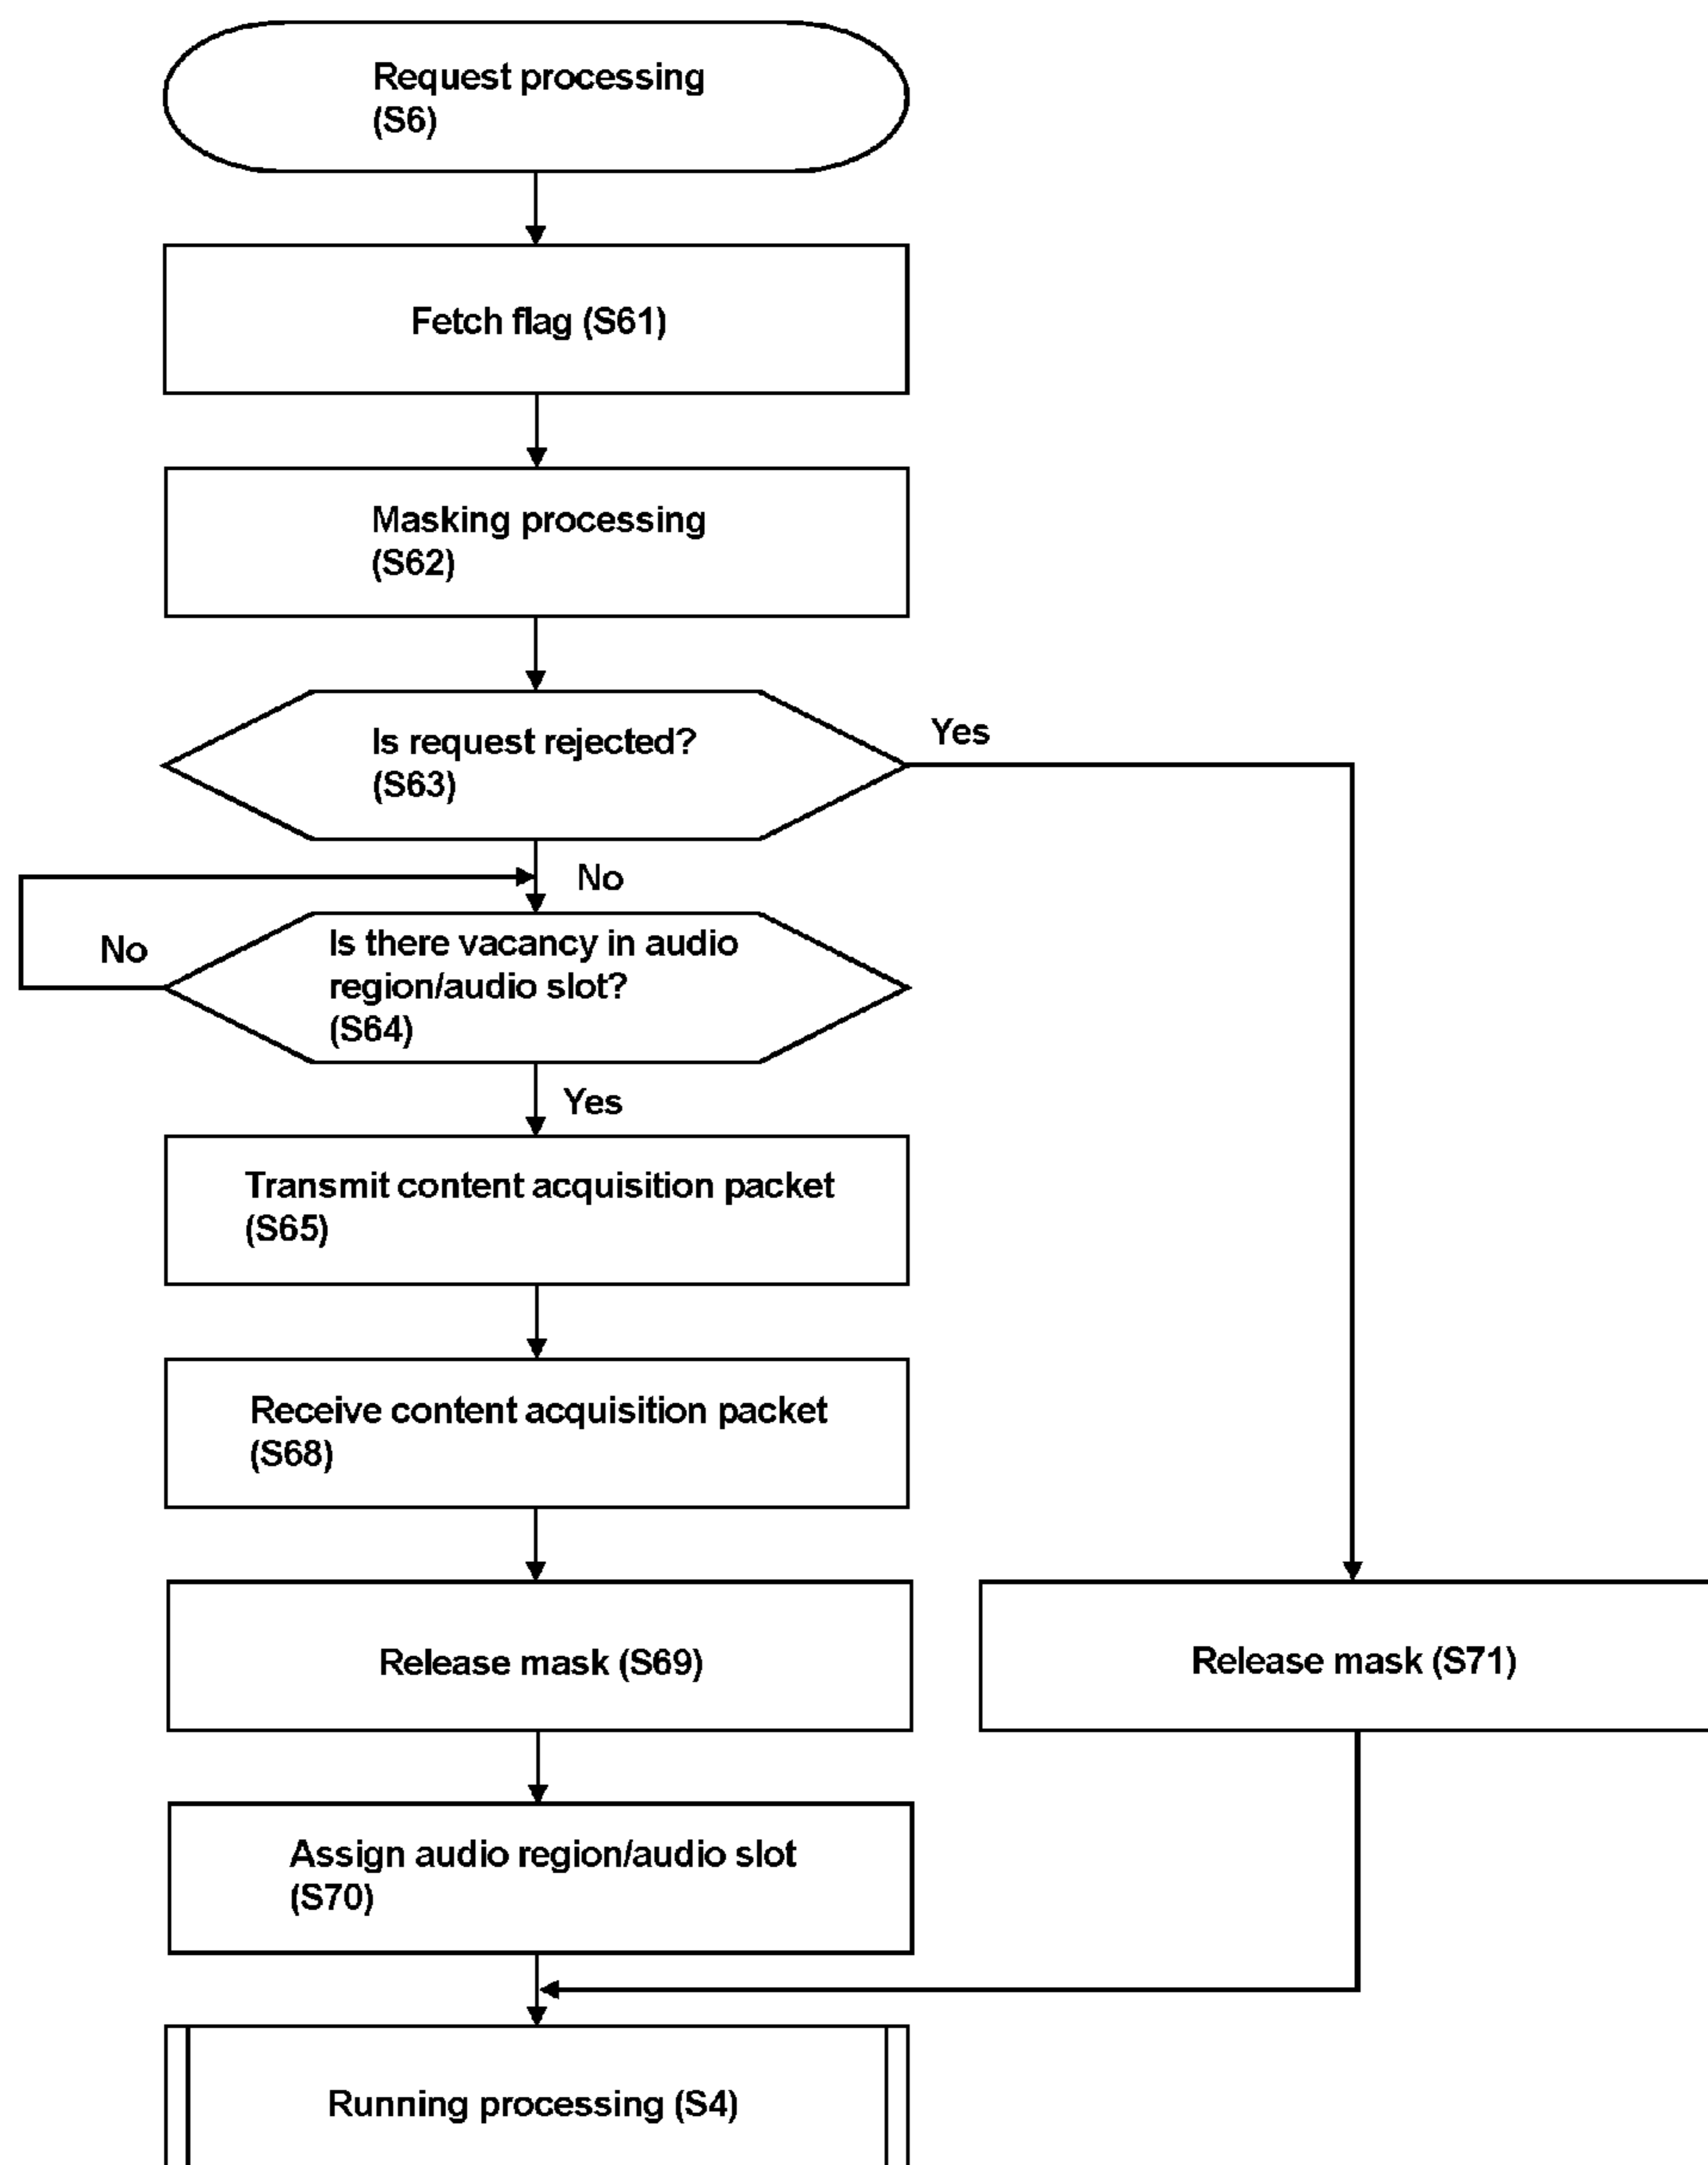 Request processing
(S6)
Fetch flag (S61)
Masking processing
(S62)
Is request rejected?
(S63)
Yes
No
No
Is there vacancy in audio
region/audio slot?
(S64)
Yes
Transmit content acquisition packet
(S65)
Receive content acquisition packet
(S68)
Release mask (S69)
Release mask (S71)
Assign audio region/audio slot
(S70)
Running processing (S4)